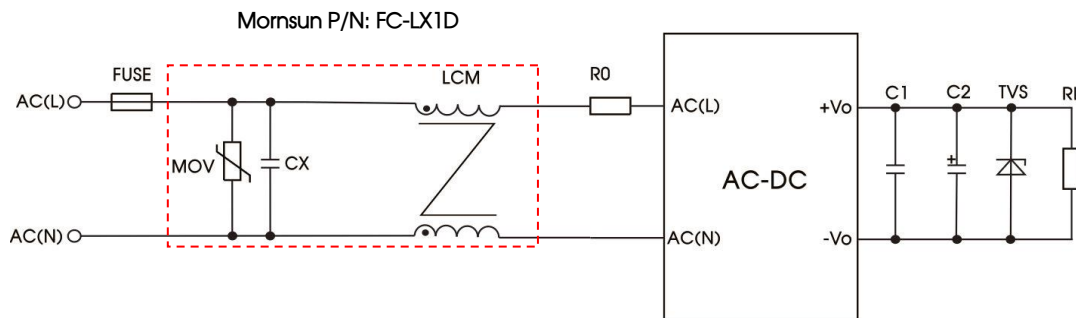 Mornsun P/N: FC-LX1D
FUSE
LCM
R0
C1
C2
TVS
AC(L)
AC(L)
+Vo
MOV
CX
+
AC-DC
AC(N)
AC(N)
-Vo